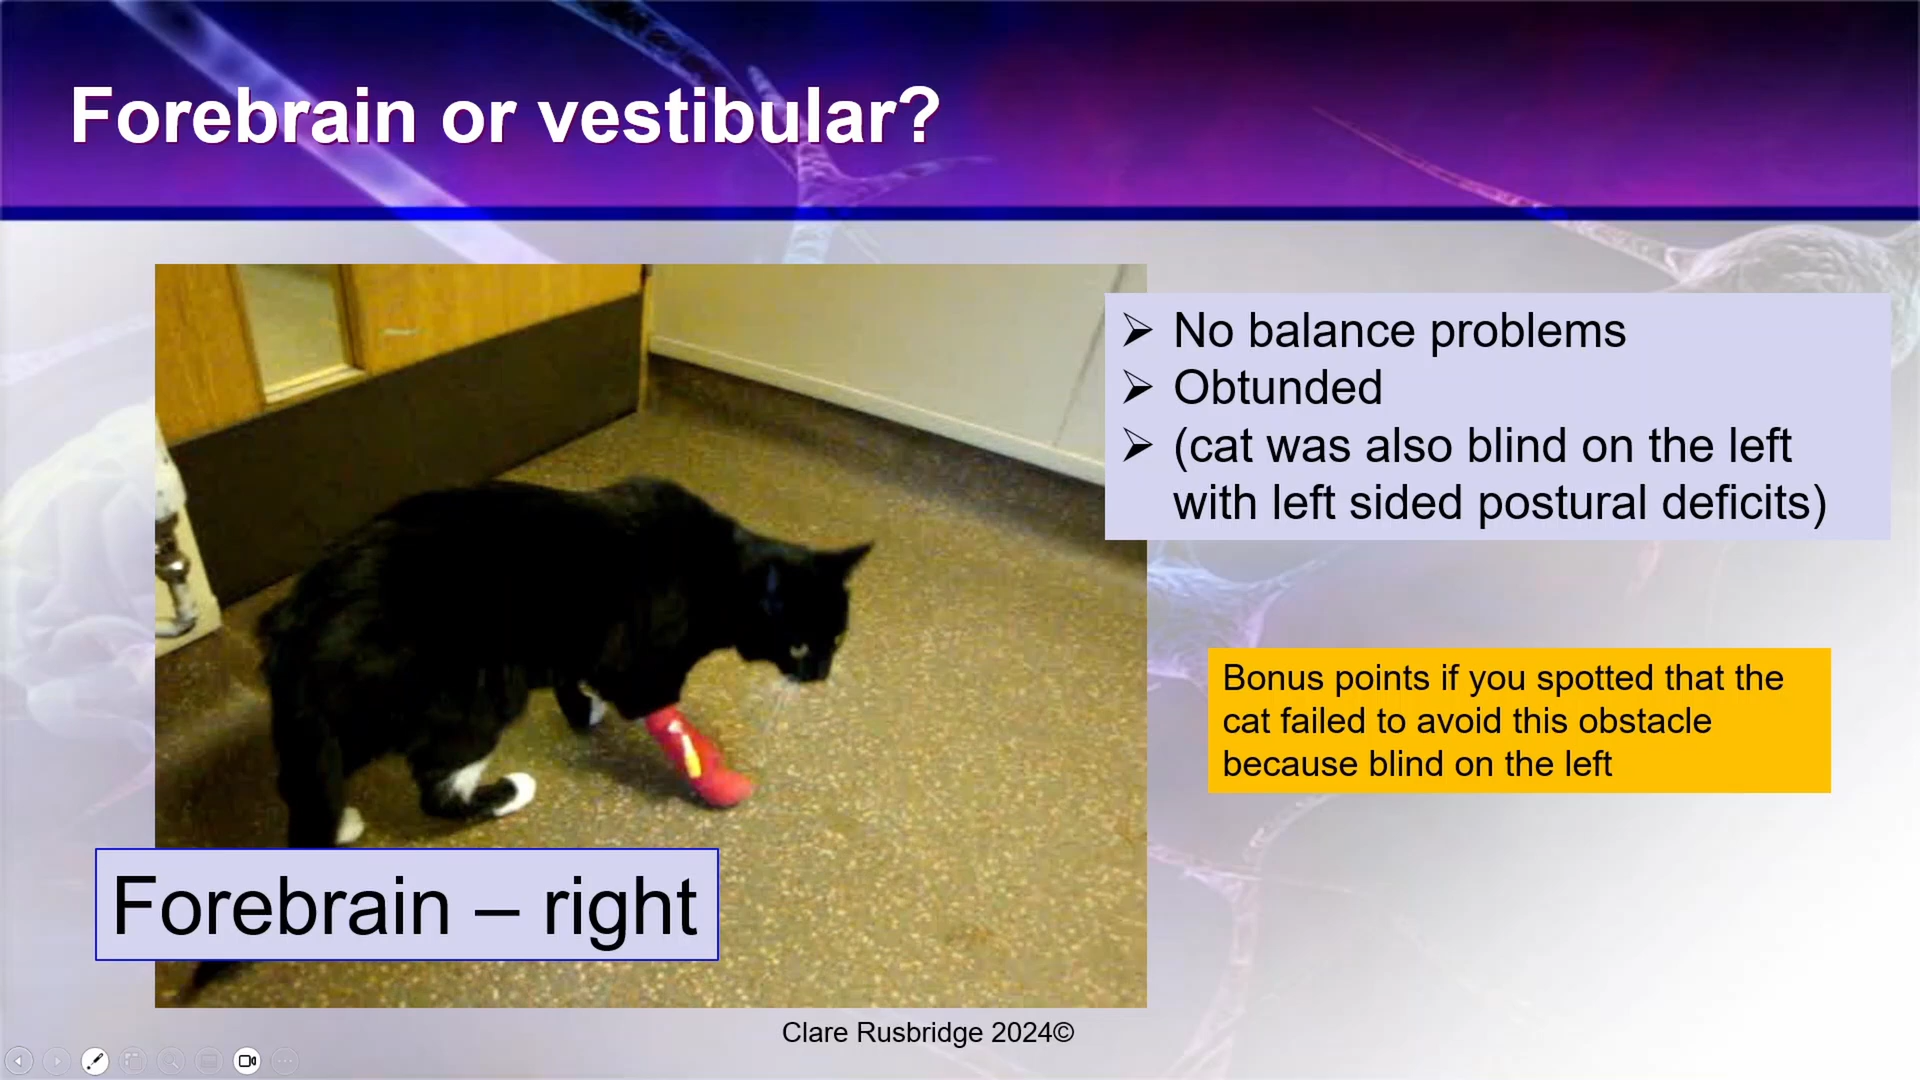 Forebrain or vestibular?
➢ No balance problems
➢ Obtunded
➢ (cat was also blind on the left
with left sided postural deficits)
Bonus points if you spotted that the
cat failed to avoid this obstacle
because blind on the left
Forebrain – right
Clare Rusbridge 2024©